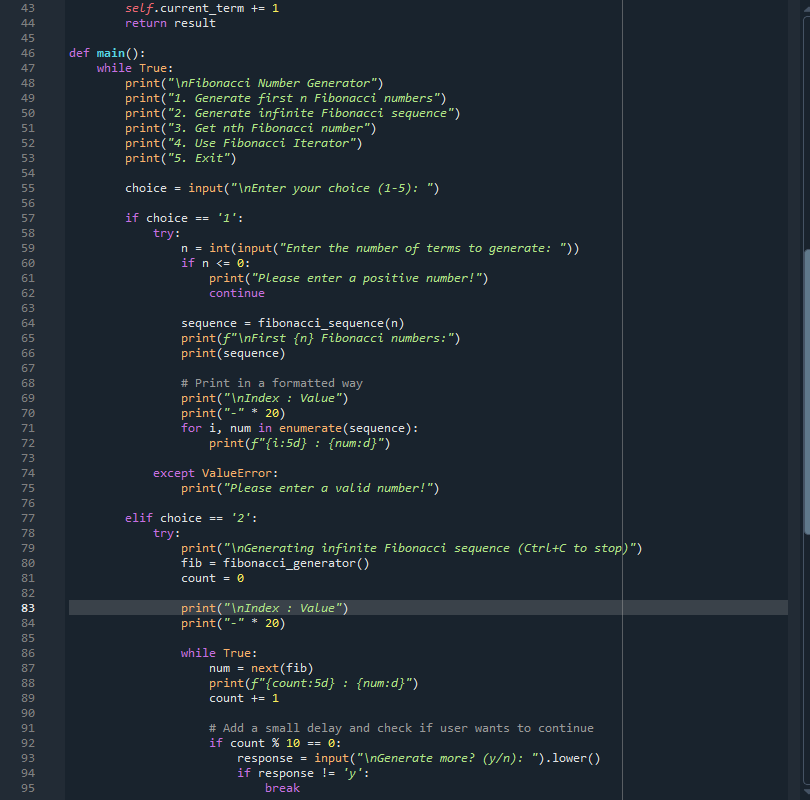 43 self.current_term += 1
44 return result
45
46 def main():
47 while True:
48 print("\nFibonacci Number Generator")
49 print("1. Generate first n Fibonacci numbers")
50 print("2. Generate infinite Fibonacci sequence")
51 print("3. Get nth Fibonacci number")
52 print("4. Use Fibonacci Iterator")
53 print("5. Exit")
54
55 choice = input("\nEnter your choice (1-5): ")
56
57 if choice == '1':
58 try:
59 n = int(input("Enter the number of terms to generate: "))
60 if n <= 0:
61 print("Please enter a positive number!")
62 continue
63
64 sequence = fibonacci_sequence(n)
65 print(f"\nFirst {n} Fibonacci numbers:")
66 print(sequence)
67
68 # Print in a formatted way
69 print("\nIndex : Value")
70 print("-" * 20)
71 for i, num in enumerate(sequence):
72 print(f"{i:5d} : {num:d}")
73
74 except ValueError:
75 print("Please enter a valid number!")
76
77 elif choice == '2':
78 try:
79 print("\nGenerating infinite Fibonacci sequence (Ctrl+C to stop)")
80 fib = fibonacci_generator()
81 count = 0
82
83 print("\nIndex : Value")
84 print("-" * 20)
85
86 while True:
87 num = next(fib)
88 print(f"{count:5d} : {num:d}")
89 count += 1
90
91 # Add a small delay and check if user wants to continue
92 if count % 10 == 0:
93 response = input("\nGenerate more? (y/n): ").lower()
94 if response != 'y':
95 break